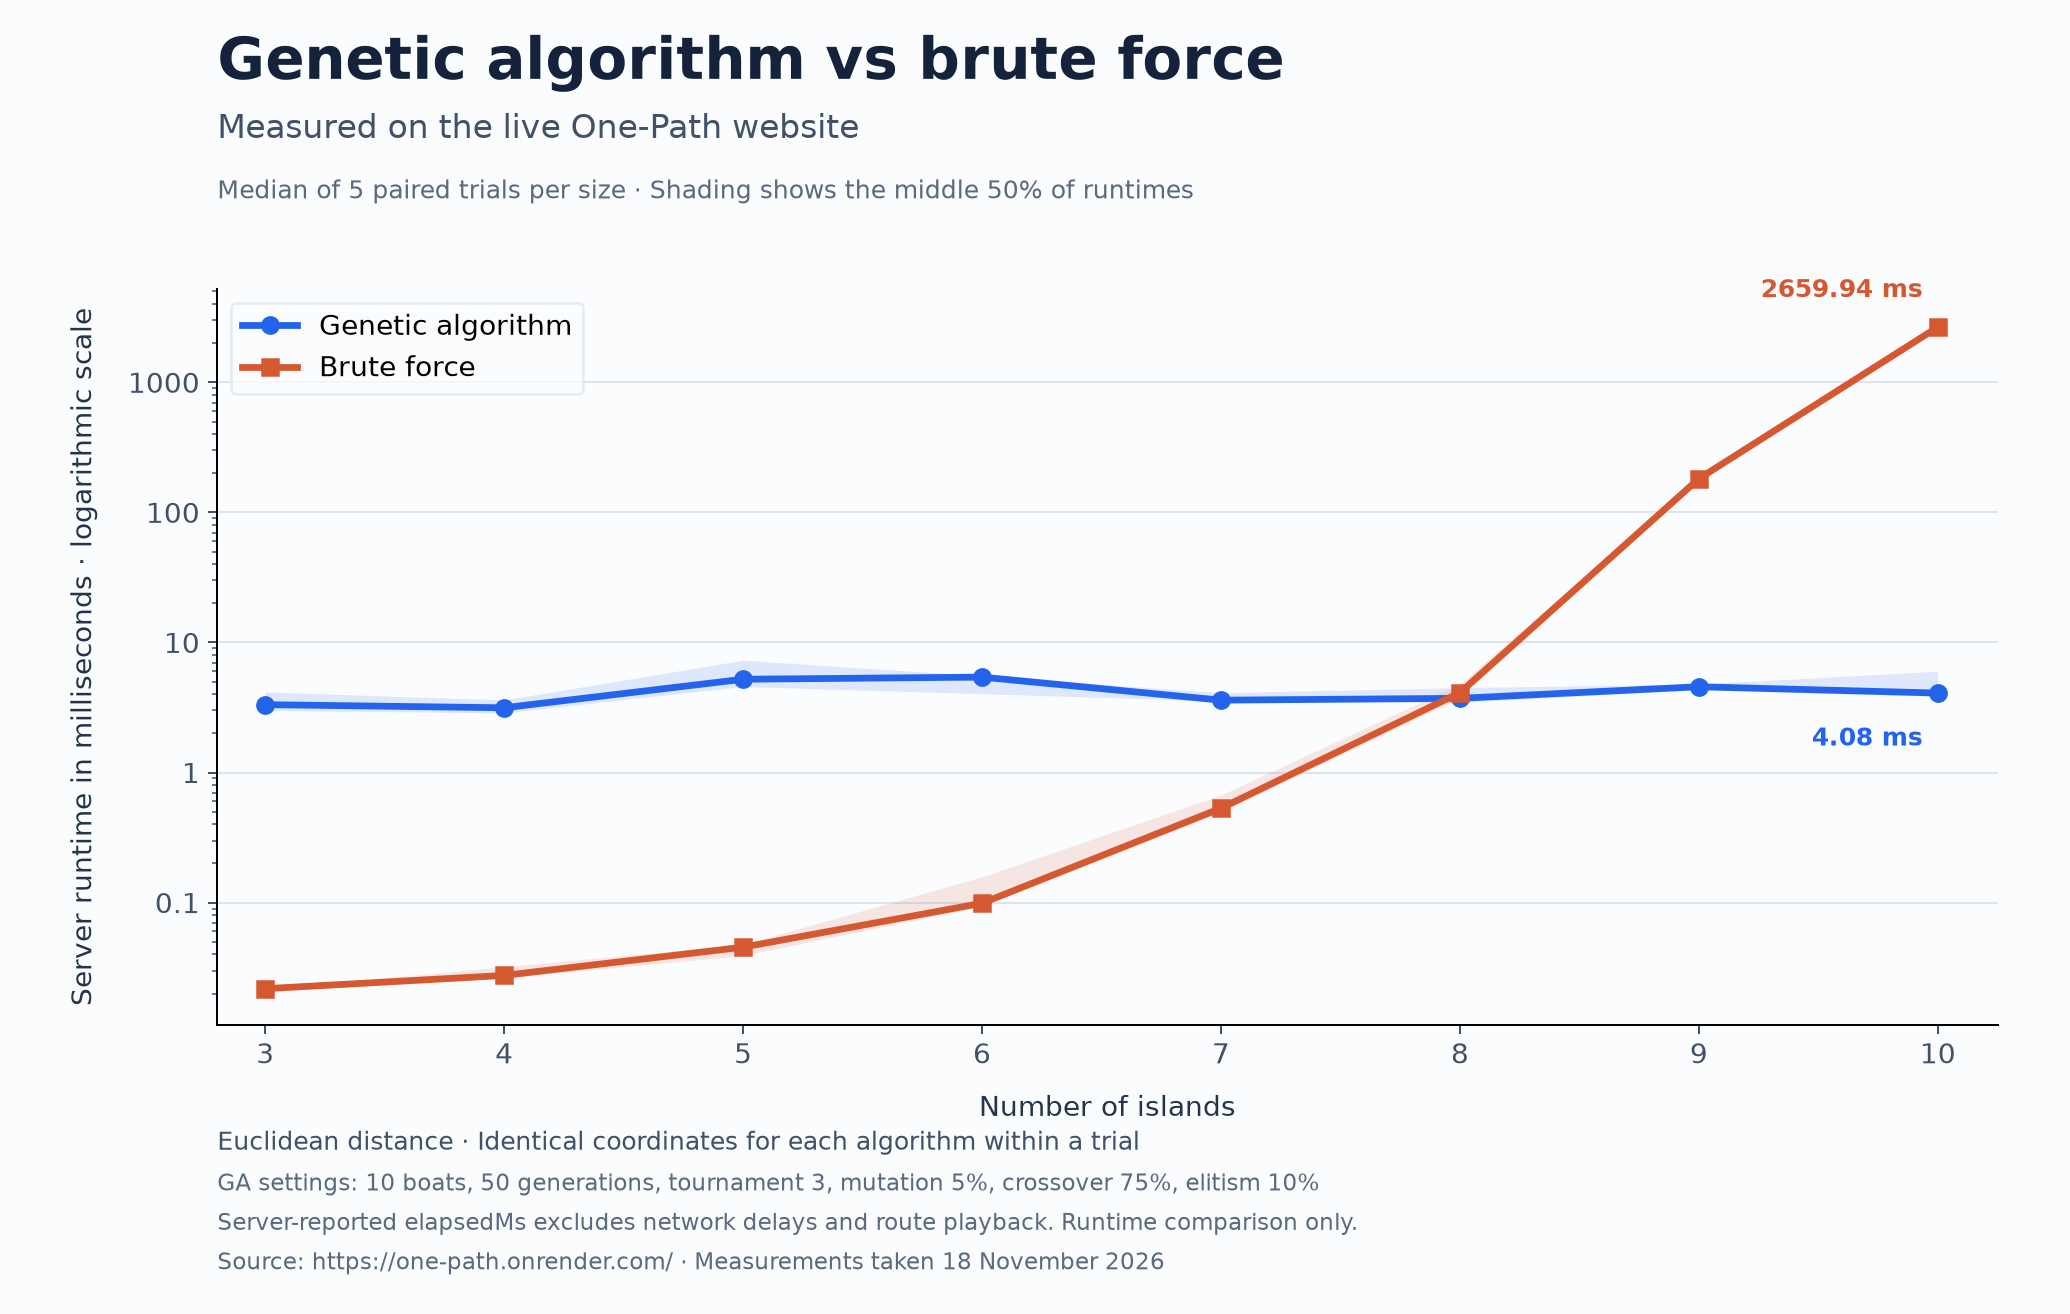 Genetic algorithm vs brute force
Measured on the live One-Path website
Median of 5 paired trials per size · Shading shows the middle 50% of runtimes
2659.94 ms
Genetic algorithm
Brute force
Server runtime in milliseconds · logarithmic scale
1000
100
10
1
0.1
4.08 ms
3 4 5 6 7 8 9 10
Number of islands
Euclidean distance · Identical coordinates for each algorithm within a trial
GA settings: 10 boats, 50 generations, tournament 3, mutation 5%, crossover 75%, elitism 10%
Server-reported elapsedMs excludes network delays and route playback. Runtime comparison only.
Source: https://one-path.onrender.com/ · Measurements taken 18 November 2026